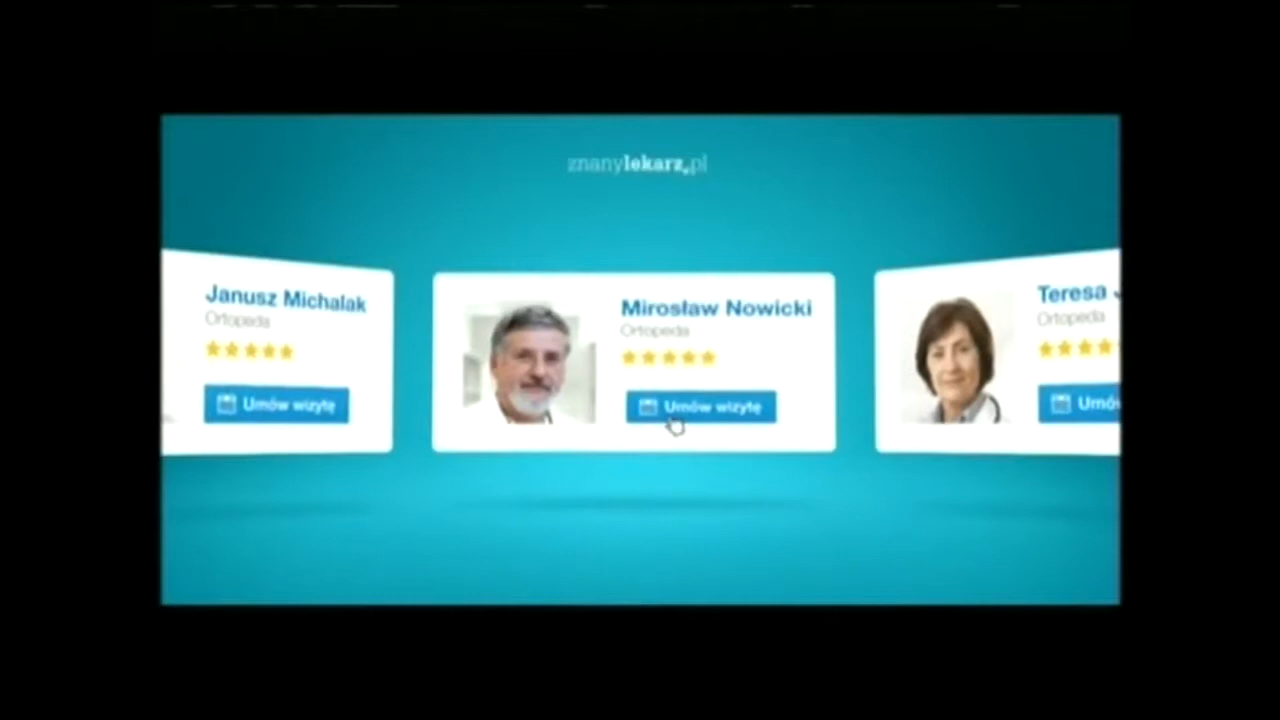 znanylekarz.pl
Janusz Michalak
Ortopeda
Umów wizytę
Mirosław Nowicki
Ortopeda
Umów wizytę
Teresa
Ortopeda